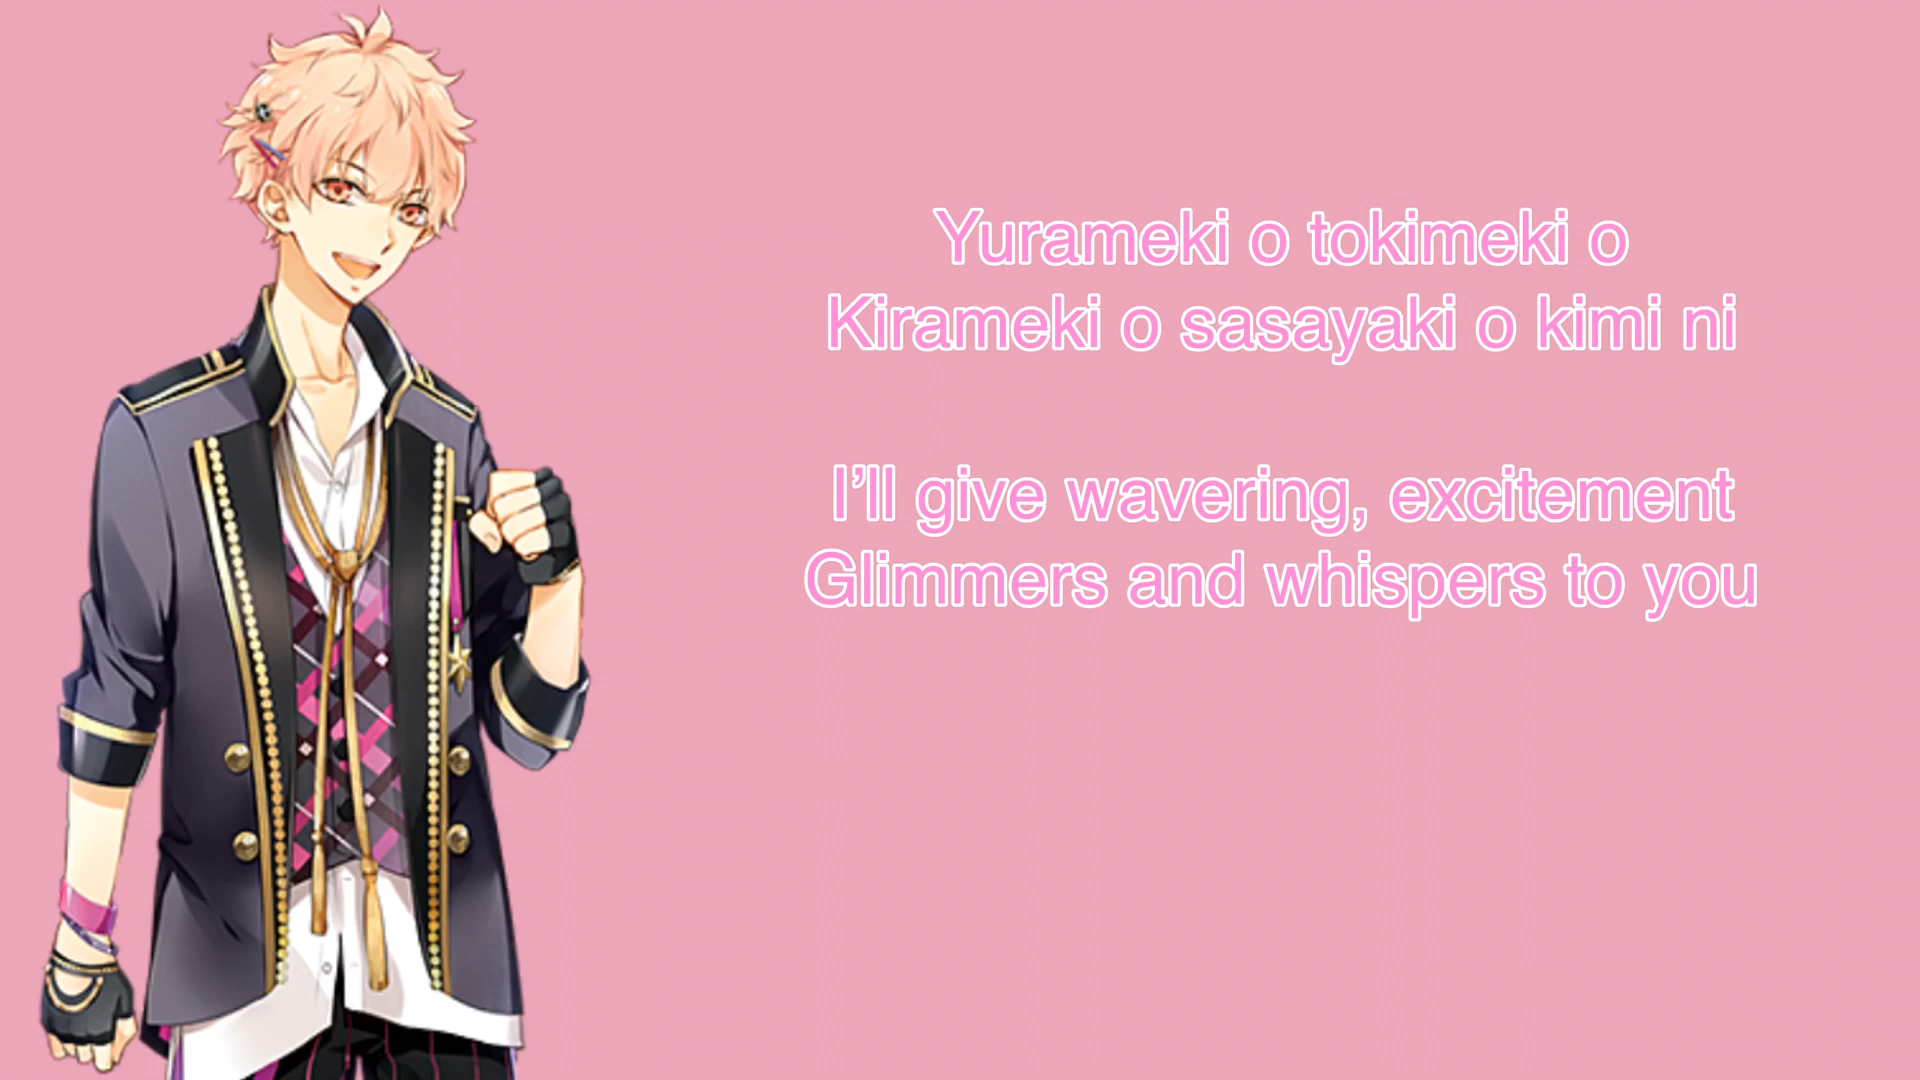 Yurameki o tokimeki o
Kirameki o sasayaki o kimi ni
I'll give wavering, excitement
Glimmers and whispers to you